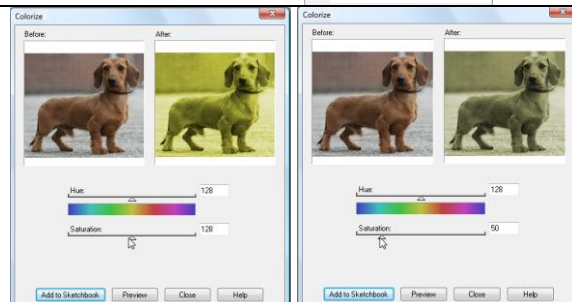 Colorize
Before:
After:
Hue:
128
Saturation:
128
Add to Sketchbook
Preview
Close
Help
Colorize
Before:
After:
Hue:
128
Saturation:
50
Add to Sketchbook
Preview
Close
Help